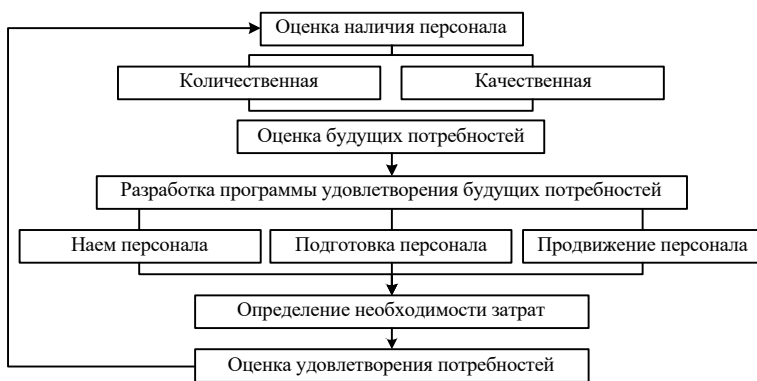 Оценка наличия персонала
Количественная
Качественная
Оценка будущих потребностей
Разработка программы удовлетворения будущих потребностей
Наем персонала
Подготовка персонала
Продвижение персонала
Определение необходимости затрат
Оценка удовлетворения потребностей